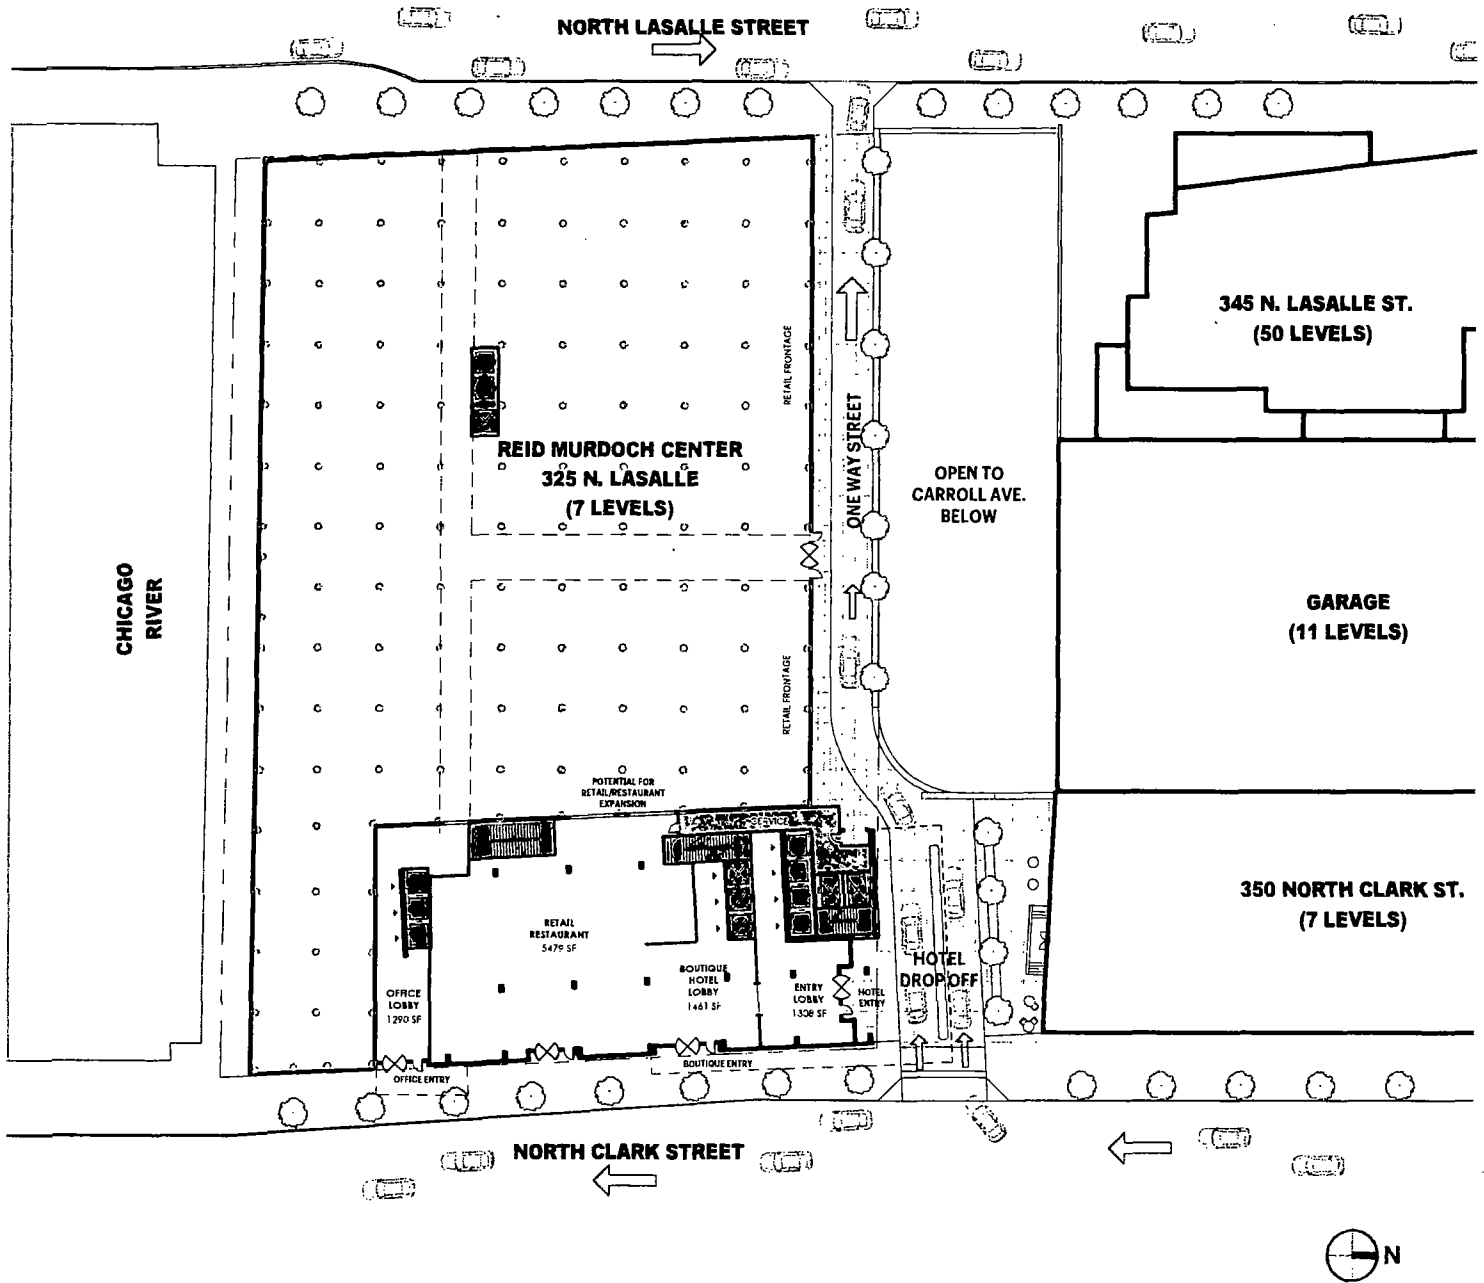 NORTH LASALLE STREET
345 N. LASALLE ST.
(50 LEVELS)
RETAIL FRONTAGE
ONE WAY STREET
REID MURDOCH CENTER
325 N. LASALLE
(7 LEVELS)
OPEN TO
CARROLL AVE.
BELOW
CHICAGO
RIVER
GARAGE
(11 LEVELS)
RETAIL FRONTAGE
POTENTIAL FOR
RETAIL/RESTAURANT
EXPANSION
SERVICE
350 NORTH CLARK ST.
(7 LEVELS)
RETAIL
RESTAURANT
5479 SF
HOTEL
DROP OFF
BOUTIQUE
HOTEL
LOBBY
1461 SF
ENTRY
LOBBY
1308 SF
HOTEL
ENTRY
OFFICE
LOBBY
1290 SF
OFFICE ENTRY
BOUTIQUE ENTRY
NORTH CLARK STREET
N